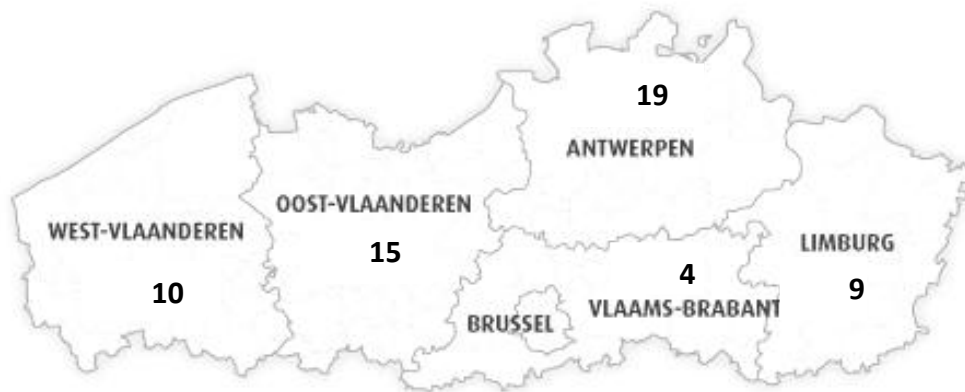 19
ANTWERPEN
OOST-VLAANDEREN
15
WEST-VLAANDEREN
10
LIMBURG
9
4
VLAAMS-BRABANT
BRUSSEL